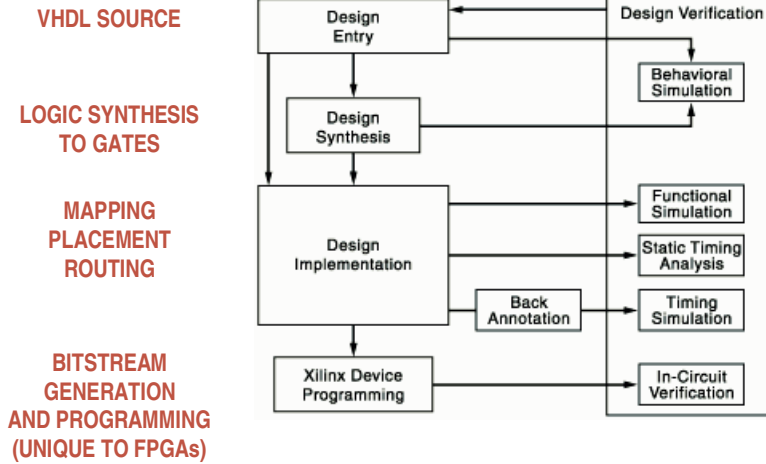 VHDL SOURCE
Design
Entry
Design Verification
Behavioral
Simulation
LOGIC SYNTHESIS
TO GATES
Design
Synthesis
MAPPING
PLACEMENT
ROUTING
Design
Implementation
Functional
Simulation
Static Timing
Analysis
Back
Annotation
Timing
Simulation
BITSTREAM
GENERATION
AND PROGRAMMING
(UNIQUE TO FPGAs)
Xilinx Device
Programming
In-Circuit
Verification